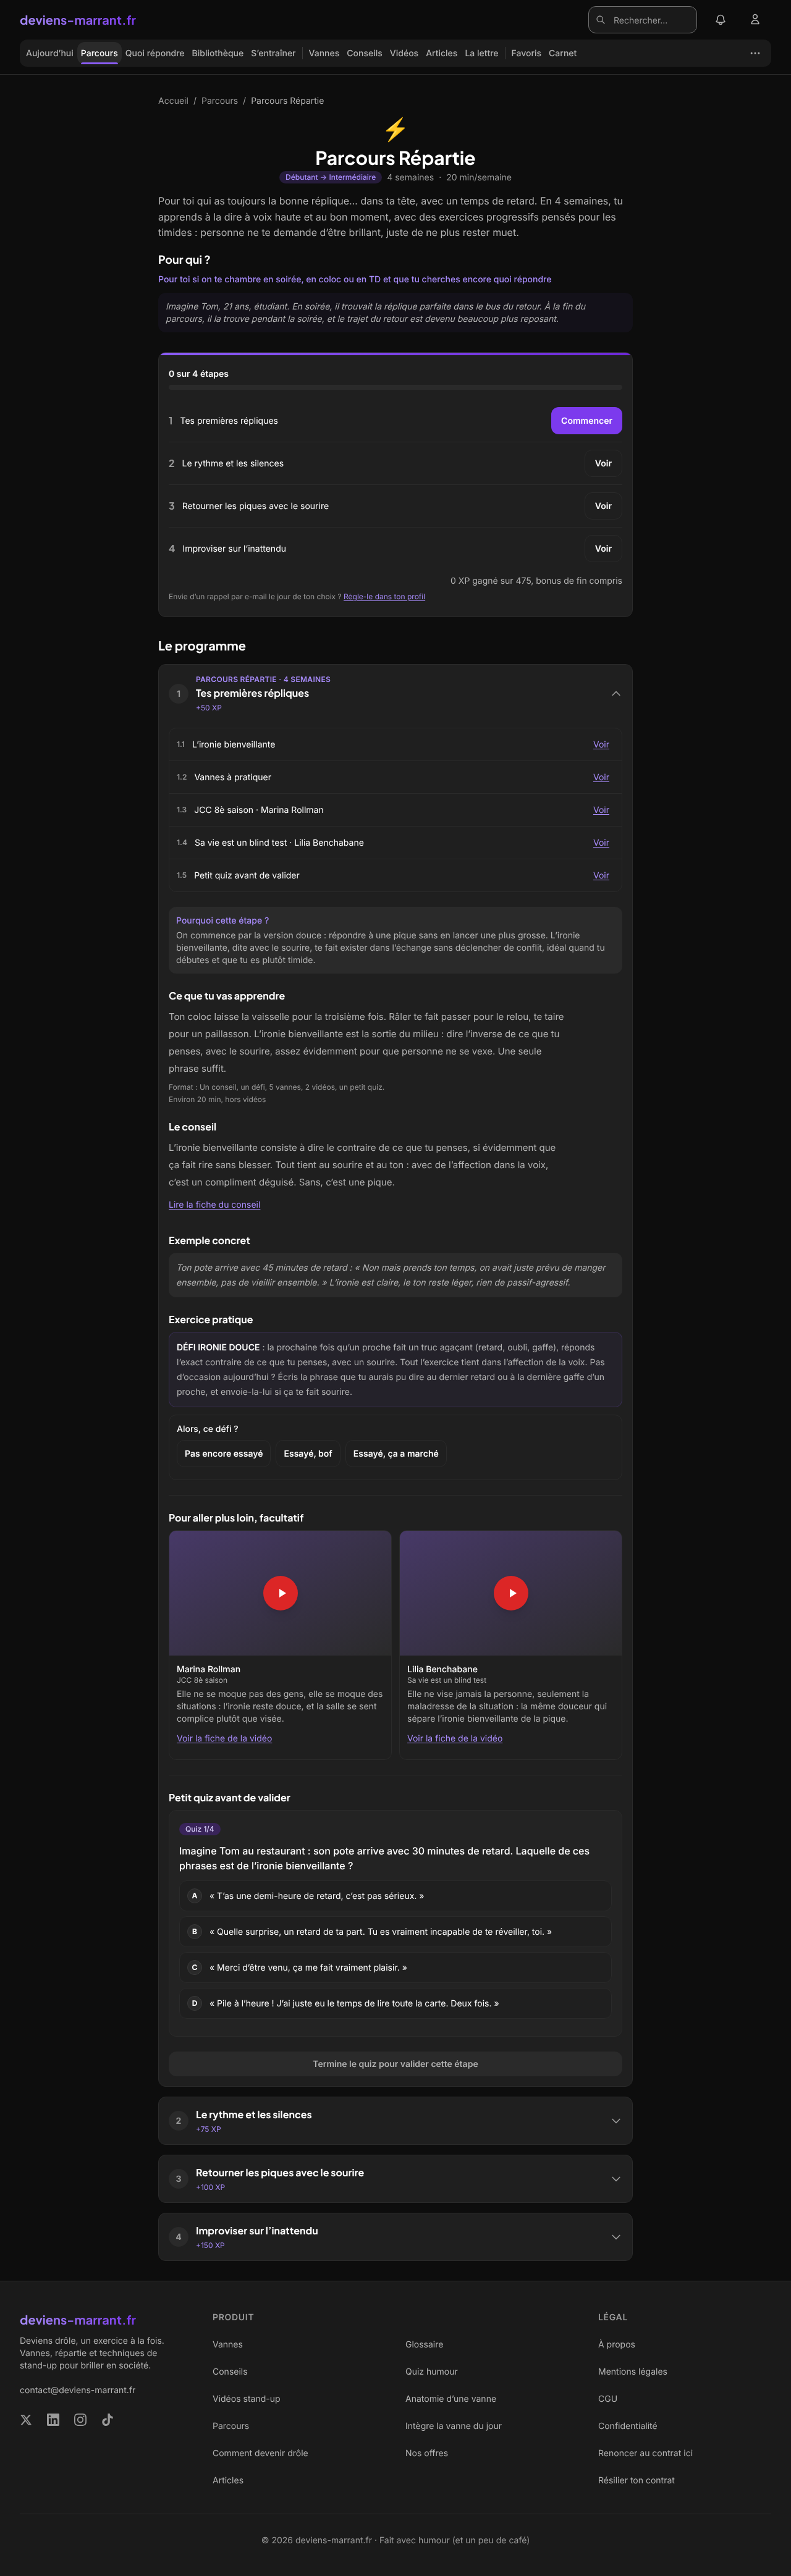 deviens-marrant.fr
Rechercher...
Aujourd'hui Parcours Quoi répondre Bibliothèque S'entraîner Vannes Conseils Vidéos Articles La lettre Favoris Carnet
Accueil / Parcours / Parcours Répartie
Parcours Répartie
Débutant → Intermédiaire 4 semaines · 20 min/semaine
Pour toi qui as toujours la bonne réplique… dans ta tête, avec un temps de retard. En 4 semaines, tu
apprends à la dire à voix haute et au bon moment, avec des exercices progressifs pensés pour les
timides : personne ne te demande d'être brillant, juste de ne plus rester muet.
Pour qui ?
Pour toi si on te chambre en soirée, en coloc ou en TD et que tu cherches encore quoi répondre
Imagine Tom, 21 ans, étudiant. En soirée, il trouvait la réplique parfaite dans le bus du retour. À la fin du
parcours, il la trouve pendant la soirée, et le trajet du retour est devenu beaucoup plus reposant.
0 sur 4 étapes
1 Tes premières répliques Commencer
2 Le rythme et les silences Voir
3 Retourner les piques avec le sourire Voir
4 Improviser sur l'inattendu Voir
0 XP gagné sur 475, bonus de fin compris
Envie d'un rappel par e-mail le jour de ton choix ? Règle-le dans ton profil
Le programme
PARCOURS RÉPARTIE · 4 SEMAINES
1 Tes premières répliques
+50 XP
1.1 L'ironie bienveillante Voir
1.2 Vannes à pratiquer Voir
1.3 JCC 8è saison · Marina Rollman Voir
1.4 Sa vie est un blind test · Lilia Benchabane Voir
1.5 Petit quiz avant de valider Voir
Pourquoi cette étape ?
On commence par la version douce : répondre à une pique sans en lancer une plus grosse. L'ironie
bienveillante, dite avec le sourire, te fait exister dans l'échange sans déclencher de conflit, idéal quand tu
débutes et que tu es plutôt timide.
Ce que tu vas apprendre
Ton coloc laisse la vaisselle pour la troisième fois. Râler te fait passer pour le relou, te taire
pour un paillasson. L'ironie bienveillante est la sortie du milieu : dire l'inverse de ce que tu
penses, avec le sourire, assez évidemment pour que personne ne se vexe. Une seule
phrase suffit.
Format : Un conseil, un défi, 5 vannes, 2 vidéos, un petit quiz.
Environ 20 min, hors vidéos
Le conseil
L'ironie bienveillante consiste à dire le contraire de ce que tu penses, si évidemment que
ça fait rire sans blesser. Tout tient au sourire et au ton : avec de l'affection dans la voix,
c'est un compliment déguisé. Sans, c'est une pique.
Lire la fiche du conseil
Exemple concret
Ton pote arrive avec 45 minutes de retard : « Non mais prends ton temps, on avait juste prévu de manger
ensemble, pas de vieillir ensemble. » L'ironie est claire, le ton reste léger, rien de passif-agressif.
Exercice pratique
DÉFI IRONIE DOUCE : la prochaine fois qu'un proche fait un truc agaçant (retard, oubli, gaffe), réponds
l'exact contraire de ce que tu penses, avec un sourire. Tout l'exercice tient dans l'affection de la voix. Pas
d'occasion aujourd'hui ? Écris la phrase que tu aurais pu dire au dernier retard ou à la dernière gaffe d'un
proche, et envoie-la-lui si ça te fait sourire.
Alors, ce défi ?
Pas encore essayé Essayé, bof Essayé, ça a marché
Pour aller plus loin, facultatif
Marina Rollman
JCC 8è saison
Elle ne se moque pas des gens, elle se moque des
situations : l'ironie reste douce, et la salle se sent
complice plutôt que visée.
Voir la fiche de la vidéo
Lilia Benchabane
Sa vie est un blind test
Elle ne vise jamais la personne, seulement la
maladresse de la situation : la même douceur qui
sépare l'ironie bienveillante de la pique.
Voir la fiche de la vidéo
Petit quiz avant de valider
Quiz 1/4
Imagine Tom au restaurant : son pote arrive avec 30 minutes de retard. Laquelle de ces
phrases est de l'ironie bienveillante ?
A « T'as une demi-heure de retard, c'est pas sérieux. »
B « Quelle surprise, un retard de ta part. Tu es vraiment incapable de te réveiller, toi. »
C « Merci d'être venu, ça me fait vraiment plaisir. »
D « Pile à l'heure ! J'ai juste eu le temps de lire toute la carte. Deux fois. »
Termine le quiz pour valider cette étape
2 Le rythme et les silences
+75 XP
3 Retourner les piques avec le sourire
+100 XP
4 Improviser sur l'inattendu
+150 XP
deviens-marrant.fr
Deviens drôle, un exercice à la fois.
Vannes, répartie et techniques de
stand-up pour briller en société.
contact@deviens-marrant.fr
PRODUIT
Vannes
Conseils
Vidéos stand-up
Parcours
Comment devenir drôle
Articles
Glossaire
Quiz humour
Anatomie d'une vanne
Intègre la vanne du jour
Nos offres
LÉGAL
À propos
Mentions légales
CGU
Confidentialité
Renoncer au contrat ici
Résilier ton contrat
© 2026 deviens-marrant.fr · Fait avec humour (et un peu de café)